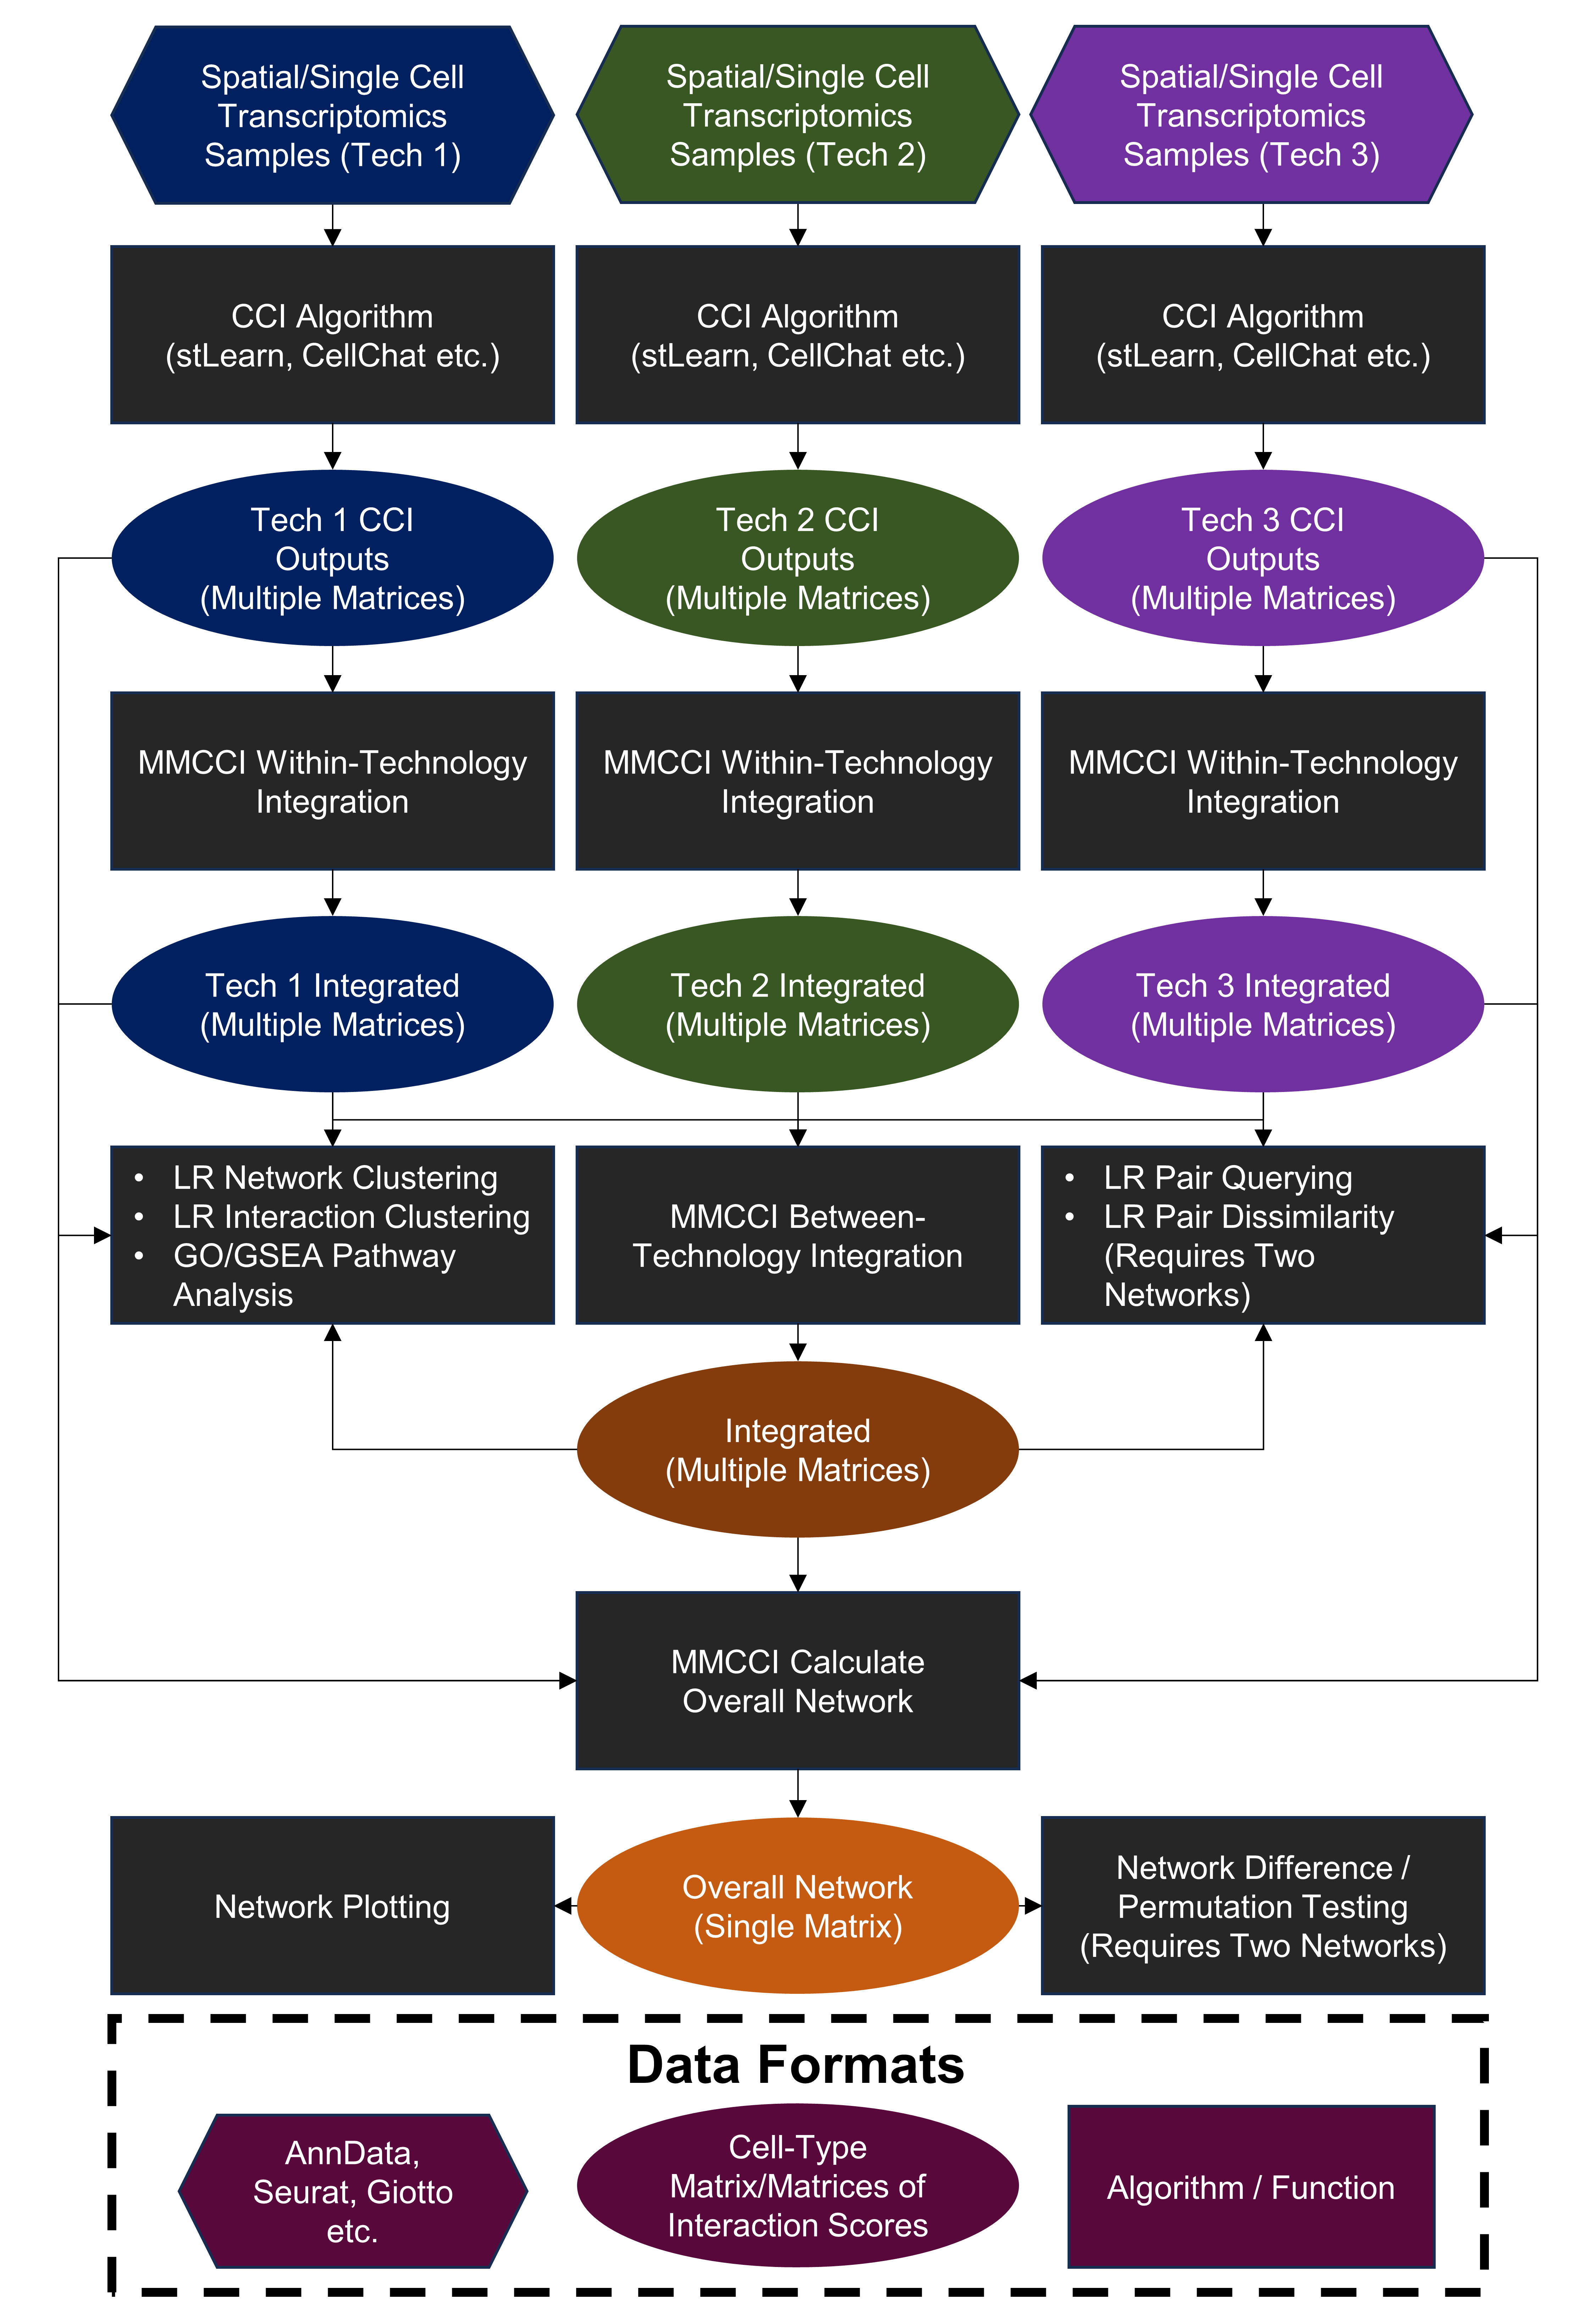 Spatial/Single Cell
Transcriptomics
Samples (Tech 1)
Spatial/Single Cell
Transcriptomics
Samples (Tech 2)
Spatial/Single Cell
Transcriptomics
Samples (Tech 3)
CCI Algorithm
(stLearn, CellChat etc.)
CCI Algorithm
(stLearn, CellChat etc.)
CCI Algorithm
(stLearn, CellChat etc.)
Tech 1 CCI
Outputs
(Multiple Matrices)
Tech 2 CCI
Outputs
(Multiple Matrices)
Tech 3 CCI
Outputs
(Multiple Matrices)
MMCCI Within-Technology
Integration
MMCCI Within-Technology
Integration
MMCCI Within-Technology
Integration
Tech 1 Integrated
(Multiple Matrices)
Tech 2 Integrated
(Multiple Matrices)
Tech 3 Integrated
(Multiple Matrices)
• LR Network Clustering
• LR Interaction Clustering
• GO/GSEA Pathway
Analysis
MMCCI Between-
Technology Integration
• LR Pair Querying
• LR Pair Dissimilarity
(Requires Two
Networks)
Integrated
(Multiple Matrices)
MMCCI Calculate
Overall Network
Network Plotting
Overall Network
(Single Matrix)
Network Difference /
Permutation Testing
(Requires Two Networks)
Data Formats
AnnData,
Seurat, Giotto
etc.
Cell-Type
Matrix/Matrices of
Interaction Scores
Algorithm / Function